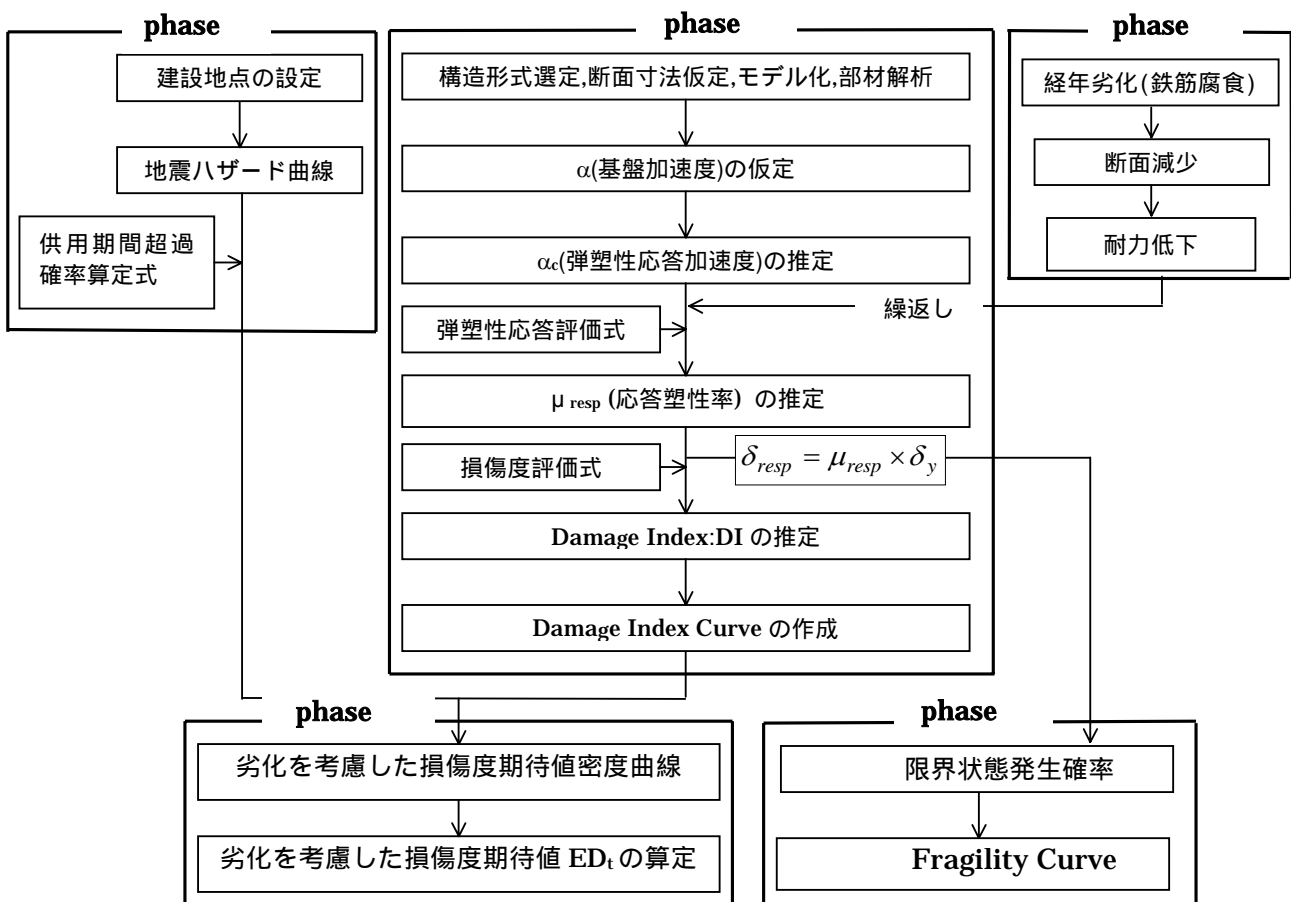 phase
建設地点の設定
地震ハザード曲線
供用期間超過
確率算定式
phase
構造形式選定,断面寸法仮定,モデル化,部材解析
α(基盤加速度)の仮定
αc(弾塑性応答加速度)の推定
繰返し
弾塑性応答評価式
μ resp (応答塑性率) の推定
損傷度評価式
δresp = μresp × δy
Damage Index:DI の推定
Damage Index Curve の作成
phase
経年劣化(鉄筋腐食)
断面減少
耐力低下
phase
劣化を考慮した損傷度期待値密度曲線
劣化を考慮した損傷度期待値 EDt の算定
phase
限界状態発生確率
Fragility Curve